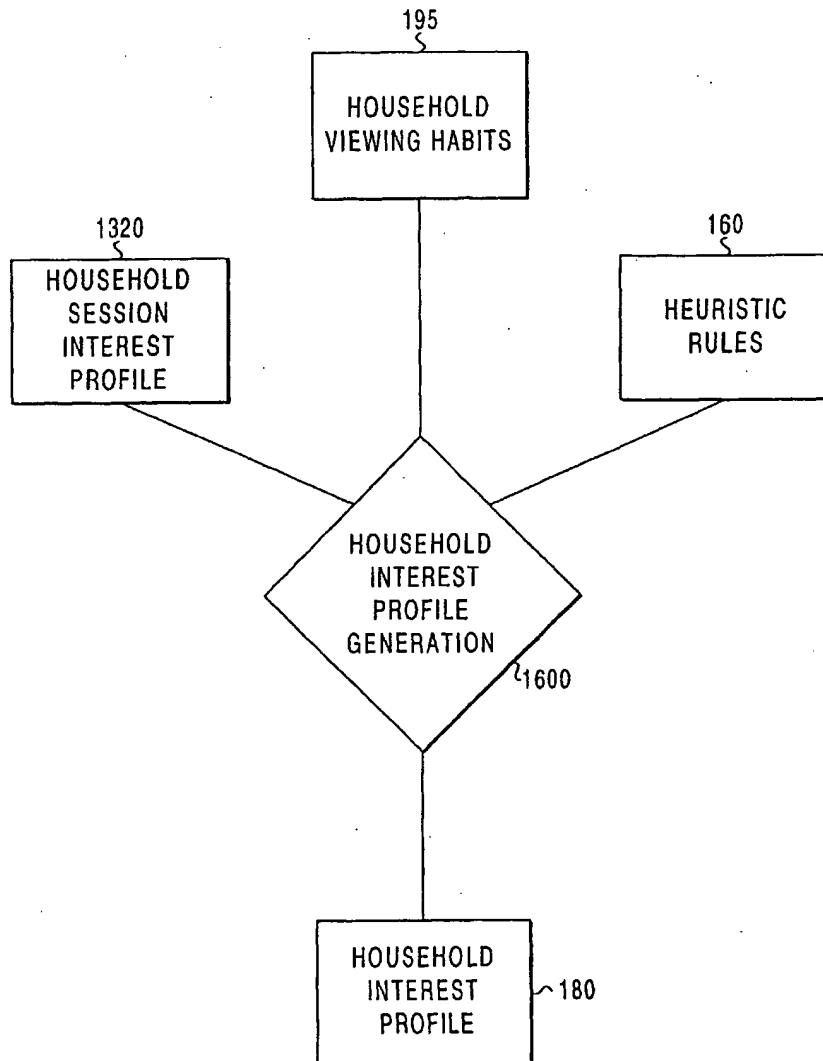 195
HOUSEHOLD
VIEWING HABITS
1320
HOUSEHOLD
SESSION
INTEREST
PROFILE
160
HEURISTIC
RULES
HOUSEHOLD
INTEREST
PROFILE
GENERATION
1600
HOUSEHOLD
INTEREST
PROFILE
180